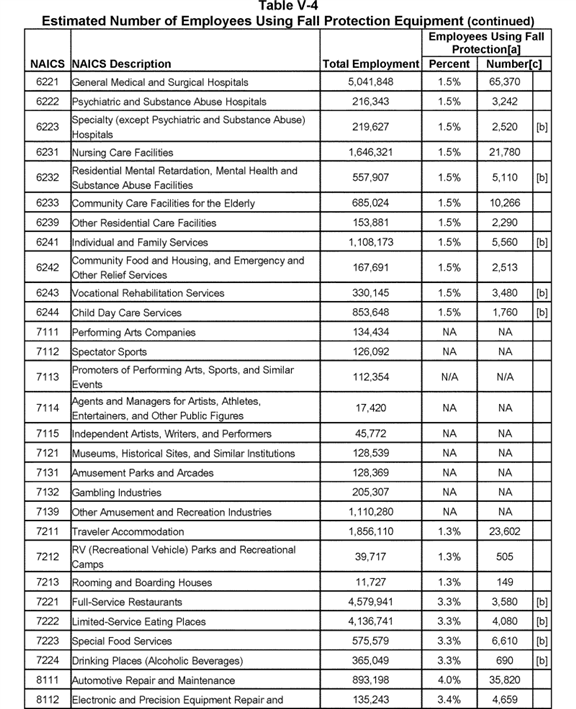 Table V-4
Estimated Number of Employees Using Fall Protection Equipment (continued)
Employees Using Fall
Protection[a]
NAICS NAICS Description Total Employment Percent Number[c]
6221 General Medical and Surgical Hospitals 5,041,848 1.5% 65,370
6222 Psychiatric and Substance Abuse Hospitals 216,343 1.5% 3,242
6223 Specialty (except Psychiatric and Substance Abuse)
Hospitals 219,627 1.5% 2,520 [b]
6231 Nursing Care Facilities 1,646,321 1.5% 21,780
6232 Residential Mental Retardation, Mental Health and
Substance Abuse Facilities 557,907 1.5% 5,110 [b]
6233 Community Care Facilities for the Elderly 685,024 1.5% 10,266
6239 Other Residential Care Facilities 153,881 1.5% 2,290
6241 Individual and Family Services 1,108,173 1.5% 5,560 [b]
6242 Community Food and Housing, and Emergency and
Other Relief Services 167,691 1.5% 2,513
6243 Vocational Rehabilitation Services 330,145 1.5% 3,480 [b]
6244 Child Day Care Services 853,648 1.5% 1,760 [b]
7111 Performing Arts Companies 134,434 NA NA
7112 Spectator Sports 126,092 NA NA
7113 Promoters of Performing Arts, Sports, and Similar
Events 112,354 N/A N/A
7114 Agents and Managers for Artists, Athletes,
Entertainers, and Other Public Figures 17,420 NA NA
7115 Independent Artists, Writers, and Performers 45,772 NA NA
7121 Museums, Historical Sites, and Similar Institutions 128,539 NA NA
7131 Amusement Parks and Arcades 128,369 NA NA
7132 Gambling Industries 205,307 NA NA
7139 Other Amusement and Recreation Industries 1,110,280 NA NA
7211 Traveler Accommodation 1,856,110 1.3% 23,602
7212 RV (Recreational Vehicle) Parks and Recreational
Camps 39,717 1.3% 505
7213 Rooming and Boarding Houses 11,727 1.3% 149
7221 Full-Service Restaurants 4,579,941 3.3% 3,580 [b]
7222 Limited-Service Eating Places 4,136,741 3.3% 4,080 [b]
7223 Special Food Services 575,579 3.3% 6,610 [b]
7224 Drinking Places (Alcoholic Beverages) 365,049 3.3% 690 [b]
8111 Automotive Repair and Maintenance 893,198 4.0% 35,820
8112 Electronic and Precision Equipment Repair and 135,243 3.4% 4,659